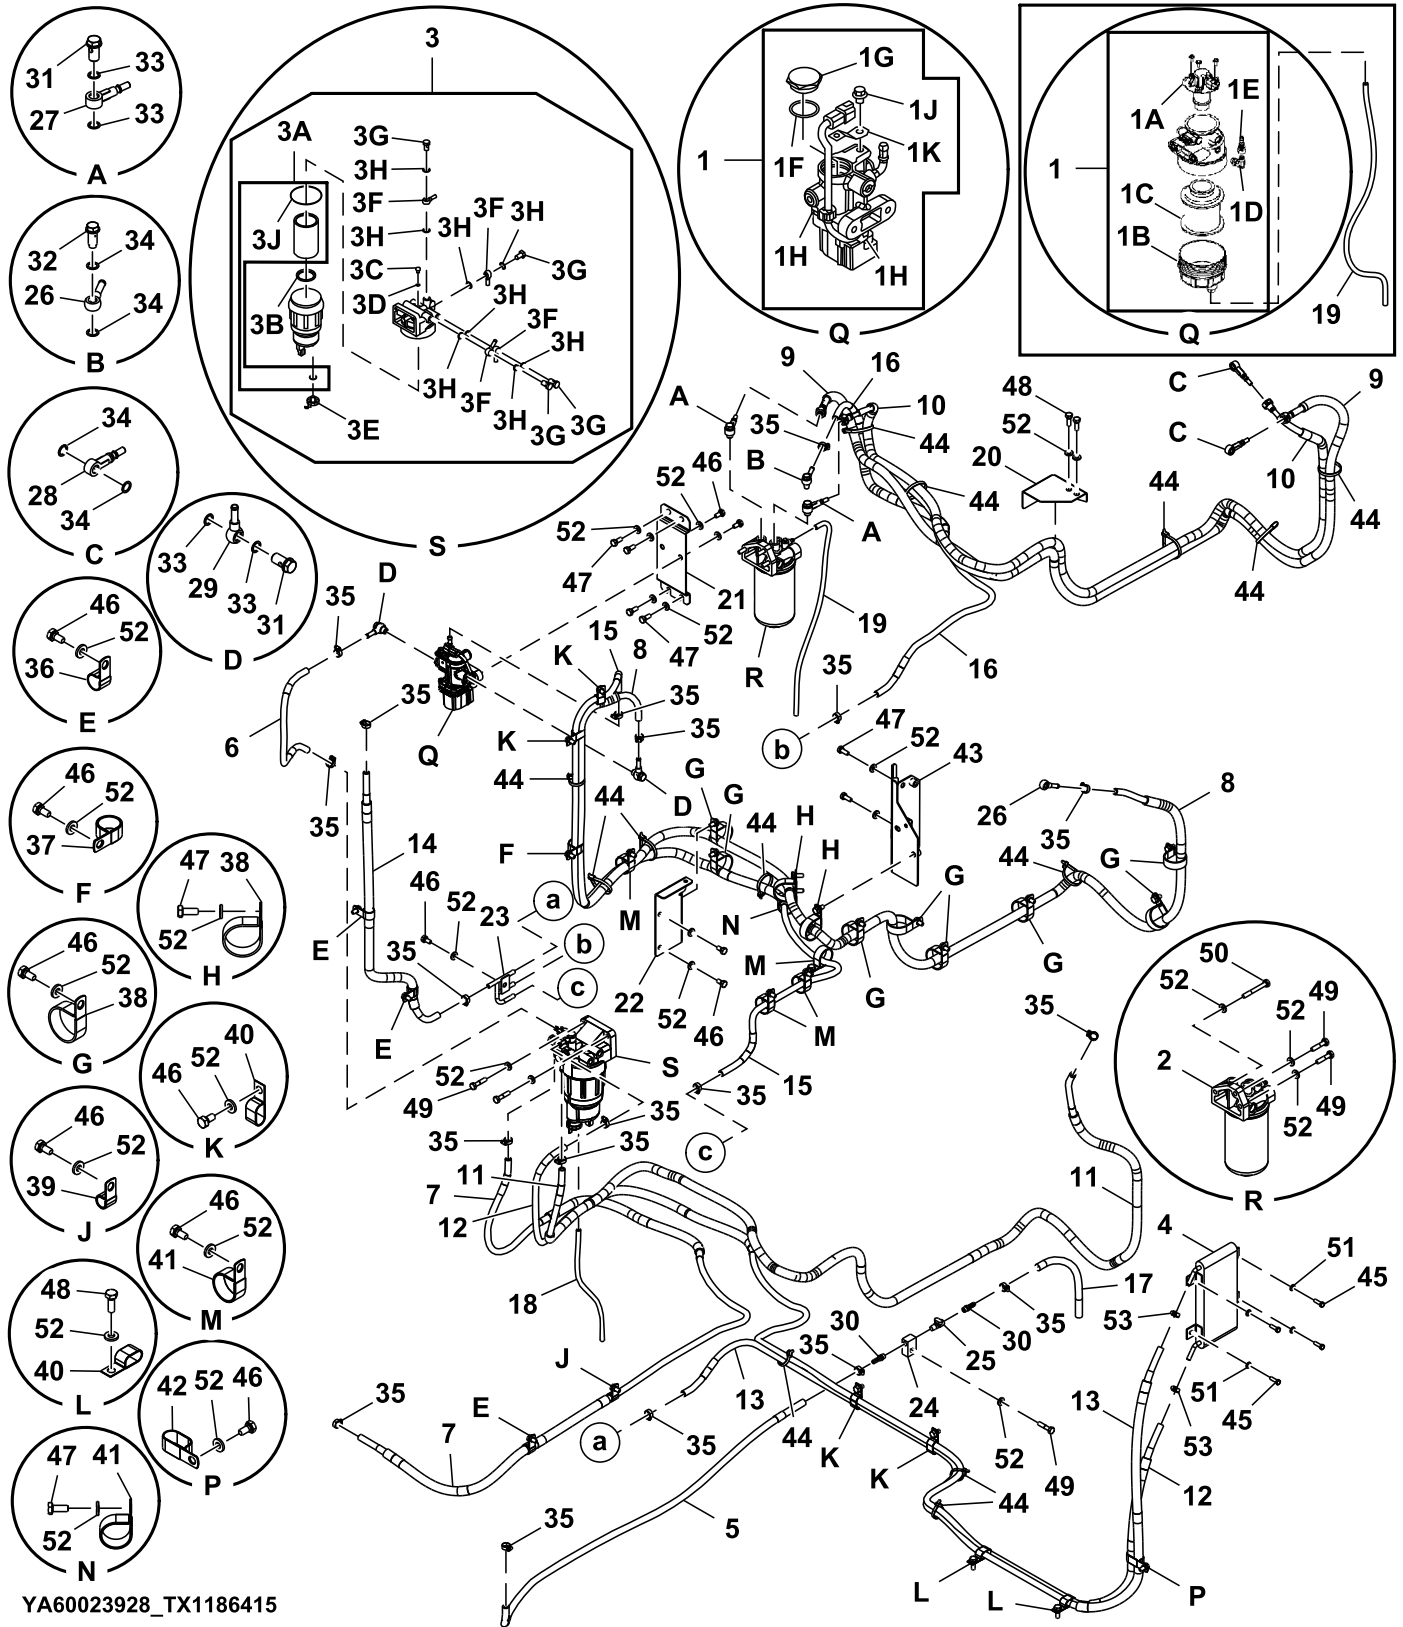 31
33
27
33
A
32
34
26
34
B
34
28
34
C
33
29
33
31
D
46
52
36
E
46
52
37
F
47
38
52
H
46
52
38
G
40
52
46
K
46
52
39
J
46
52
41
M
48
52
40
L
42
52
46
P
47
41
52
N
3
3A
3G
3H
3F
3H
3J
3H
3F
3H
3G
3C
3D
3B
3H
3F
3H
3H
3F
3H
3G
3G
3E
S
1
1G
1J
1F
1K
1H
1H
Q
1
1A
1E
1C
1D
1B
19
Q
9
16
A
10
35
44
B
44
A
48
52
20
C
9
C
10
44
44
44
52
46
52
47
21
52
47
R
19
16
35
b
35
D
6
35
35
Q
15
8
K
35
K
35
44
D
44
G
G
44
H
H
F
M
N
M
G
M
G
G
G
44
47
52
43
26
35
8
14
E
46
52
23
a
b
c
35
E
22
52
46
S
52
49
35
35
35
15
35
c
7
11
12
18
35
11
50
52
49
52
2
52
49
R
4
51
45
53
17
35
30
25
30
35
24
52
49
51
45
53
13
12
J
E
7
35
a
35
13
44
K
K
44
5
35
L
L
P
YA60023928_TX1186415